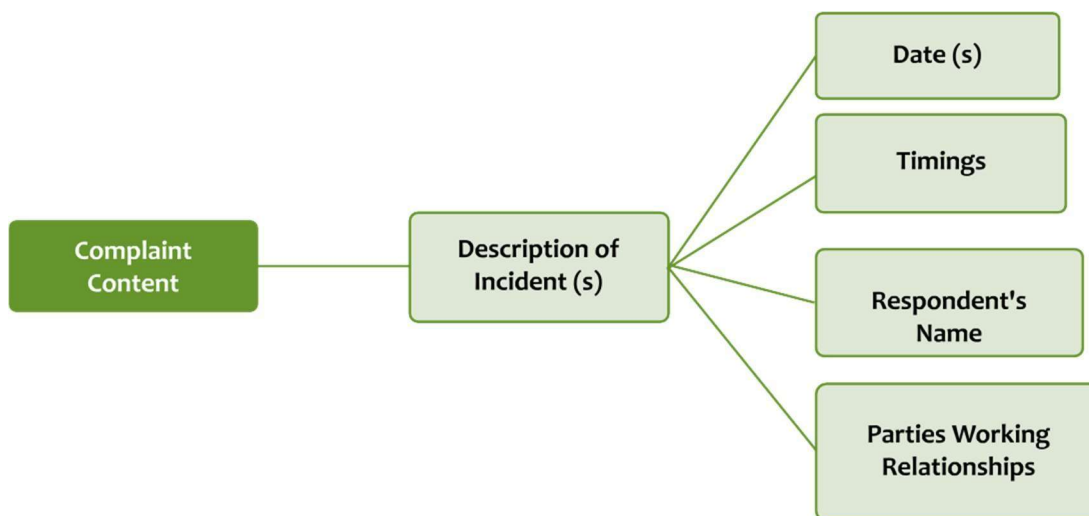 Complaint
Content
Description of
Incident (s)
Date (s)
Timings
Respondent's
Name
Parties Working
Relationships